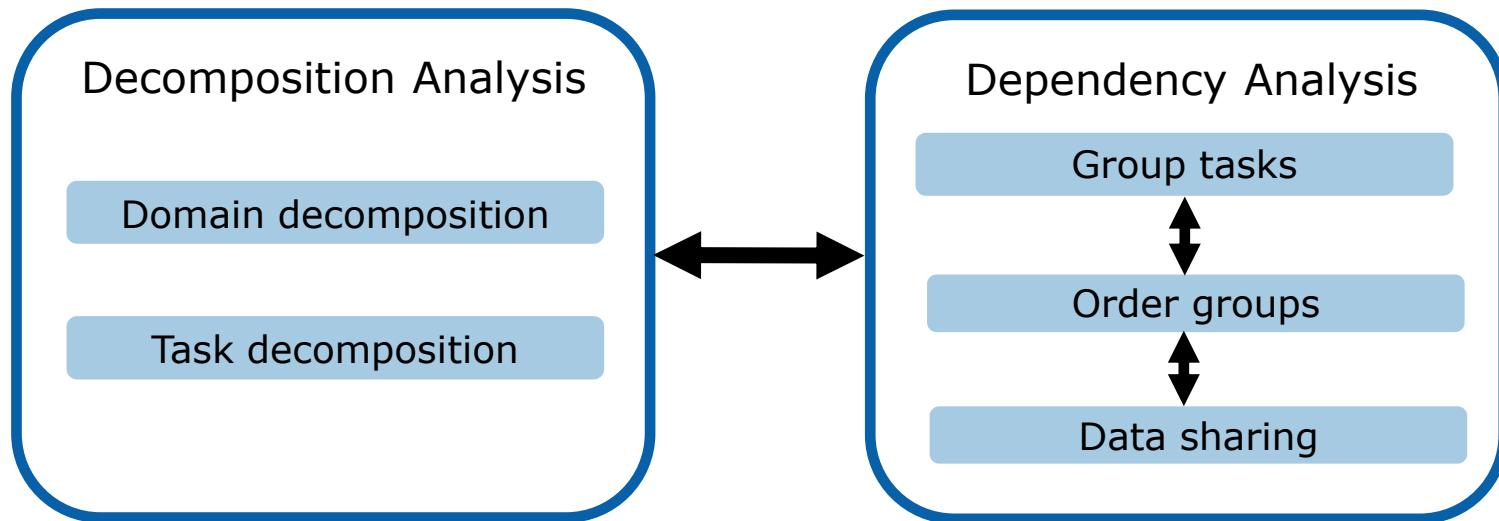 Decomposition Analysis
Domain decomposition
Task decomposition
Dependency Analysis
Group tasks
Order groups
Data sharing